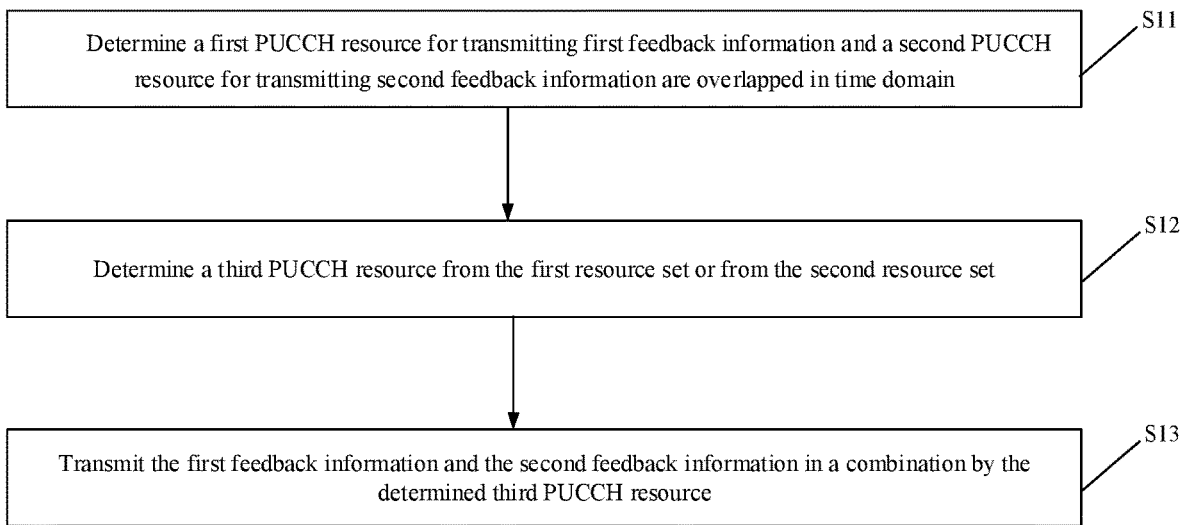 S11
Determine a first PUCCH resource for transmitting first feedback information and a second PUCCH
resource for transmitting second feedback information are overlapped in time domain
S12
Determine a third PUCCH resource from the first resource set or from the second resource set
S13
Transmit the first feedback information and the second feedback information in a combination by the
determined third PUCCH resource